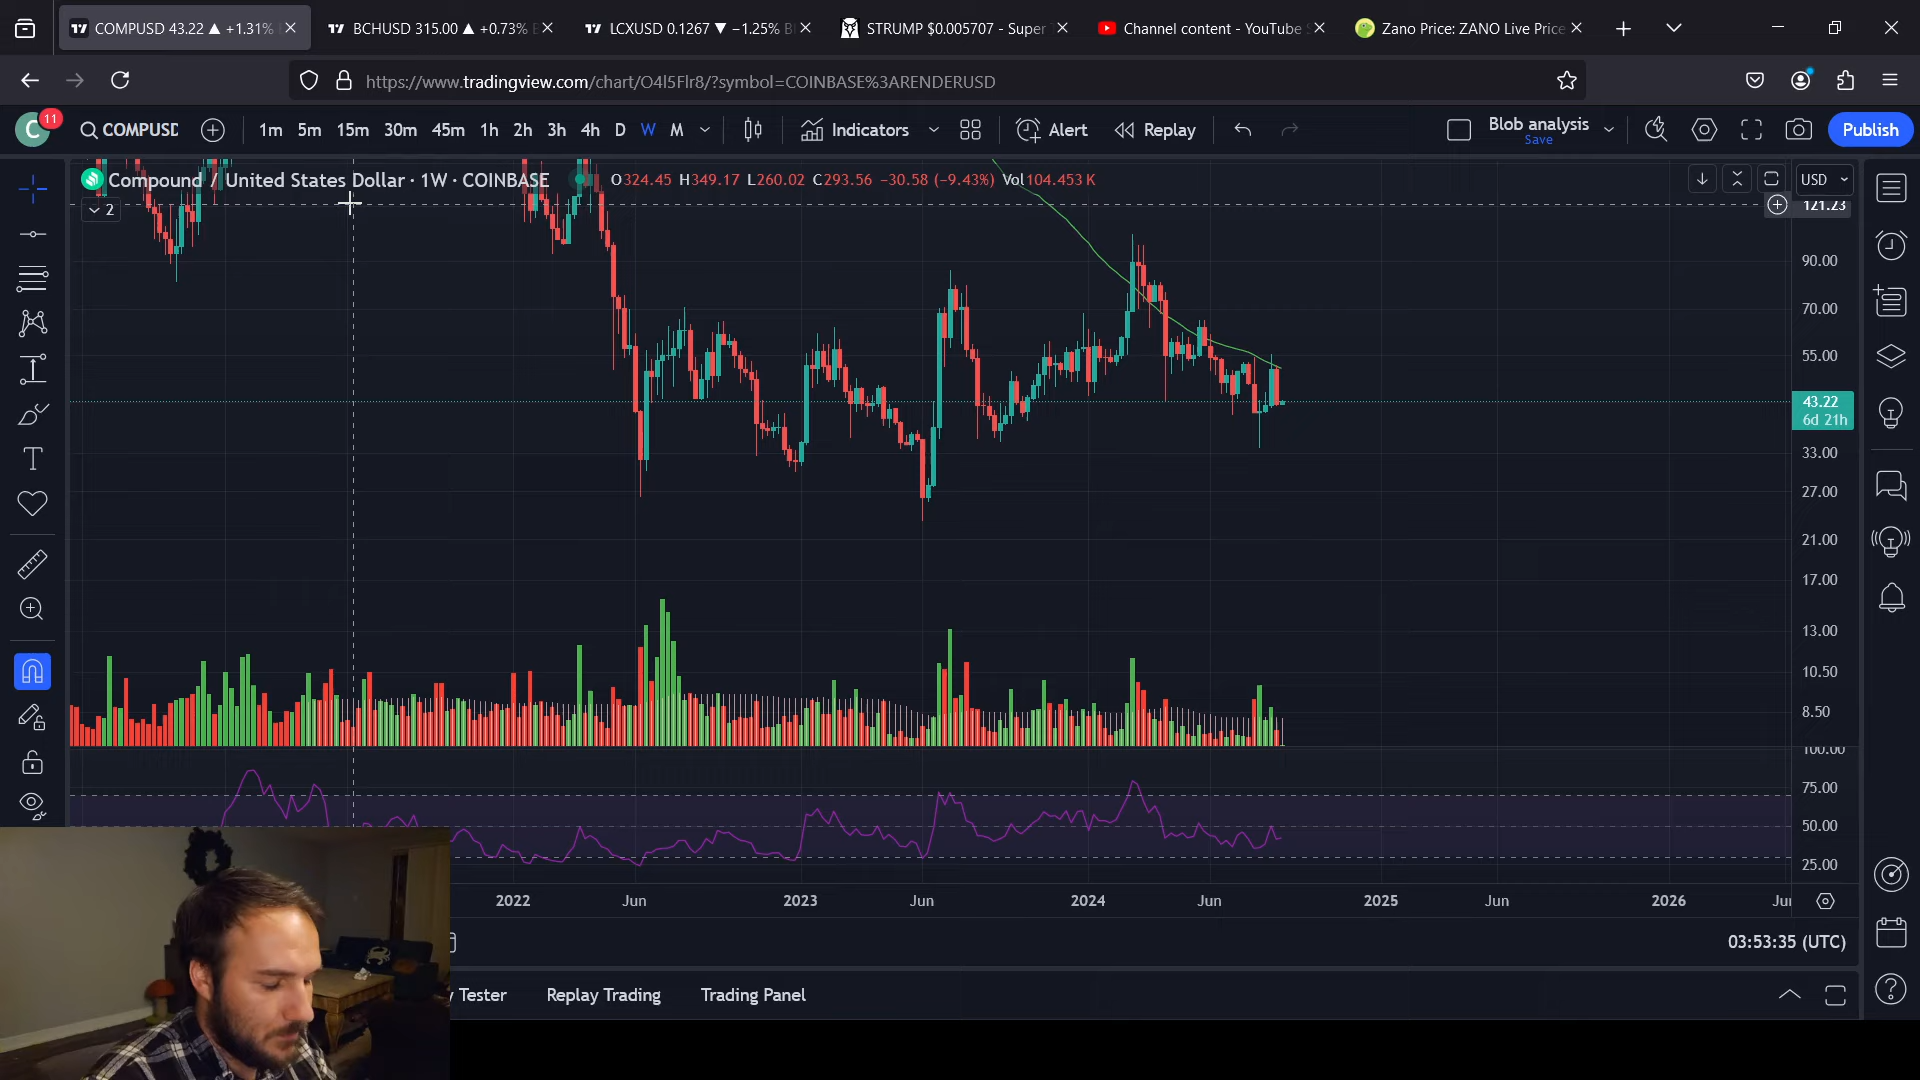 COMPUSD 43.22 ▲ +1.31%
BCHUSD 315.00 ▲ +0.73% B
LCXUSD 0.1267 ▼ −1.25% B
STRUMP $0.005707 - Super
Channel content - YouTube
Zano Price: ZANO Live Price
https://www.tradingview.com/chart/O4l5Flr8/?symbol=COINBASE%3ARENDERUSD
C 11 COMPUSD 1m 5m 15m 30m 45m 1h 2h 3h 4h D W M Indicators Alert Replay Blob analysis Save Publish
Compound / United States Dollar · 1W · COINBASE O324.45 H349.17 L260.02 C293.56 −30.58 (−9.43%) Vol104.453 K USD
2
121.23
90.00
70.00
55.00
43.22
6d 21h
33.00
27.00
21.00
17.00
13.00
10.50
8.50
100.00
75.00
50.00
25.00
2022 Jun 2023 Jun 2024 Jun 2025 Jun 2026
03:53:35 (UTC)
y Tester Replay Trading Trading Panel